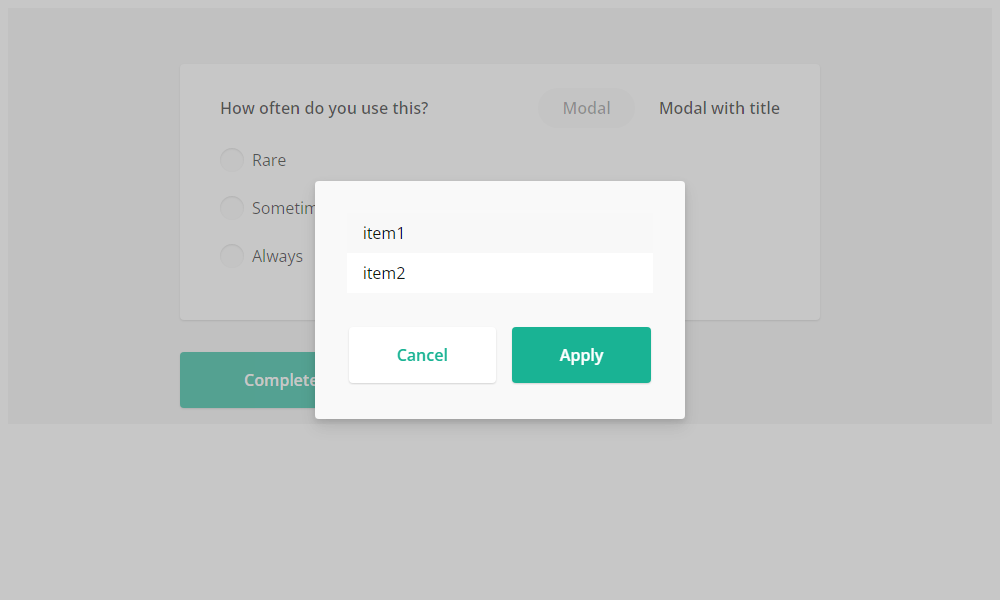 How often do you use this?
Modal
Modal with title
Rare
Sometim
Always
item1
item2
Cancel
Apply
Complete